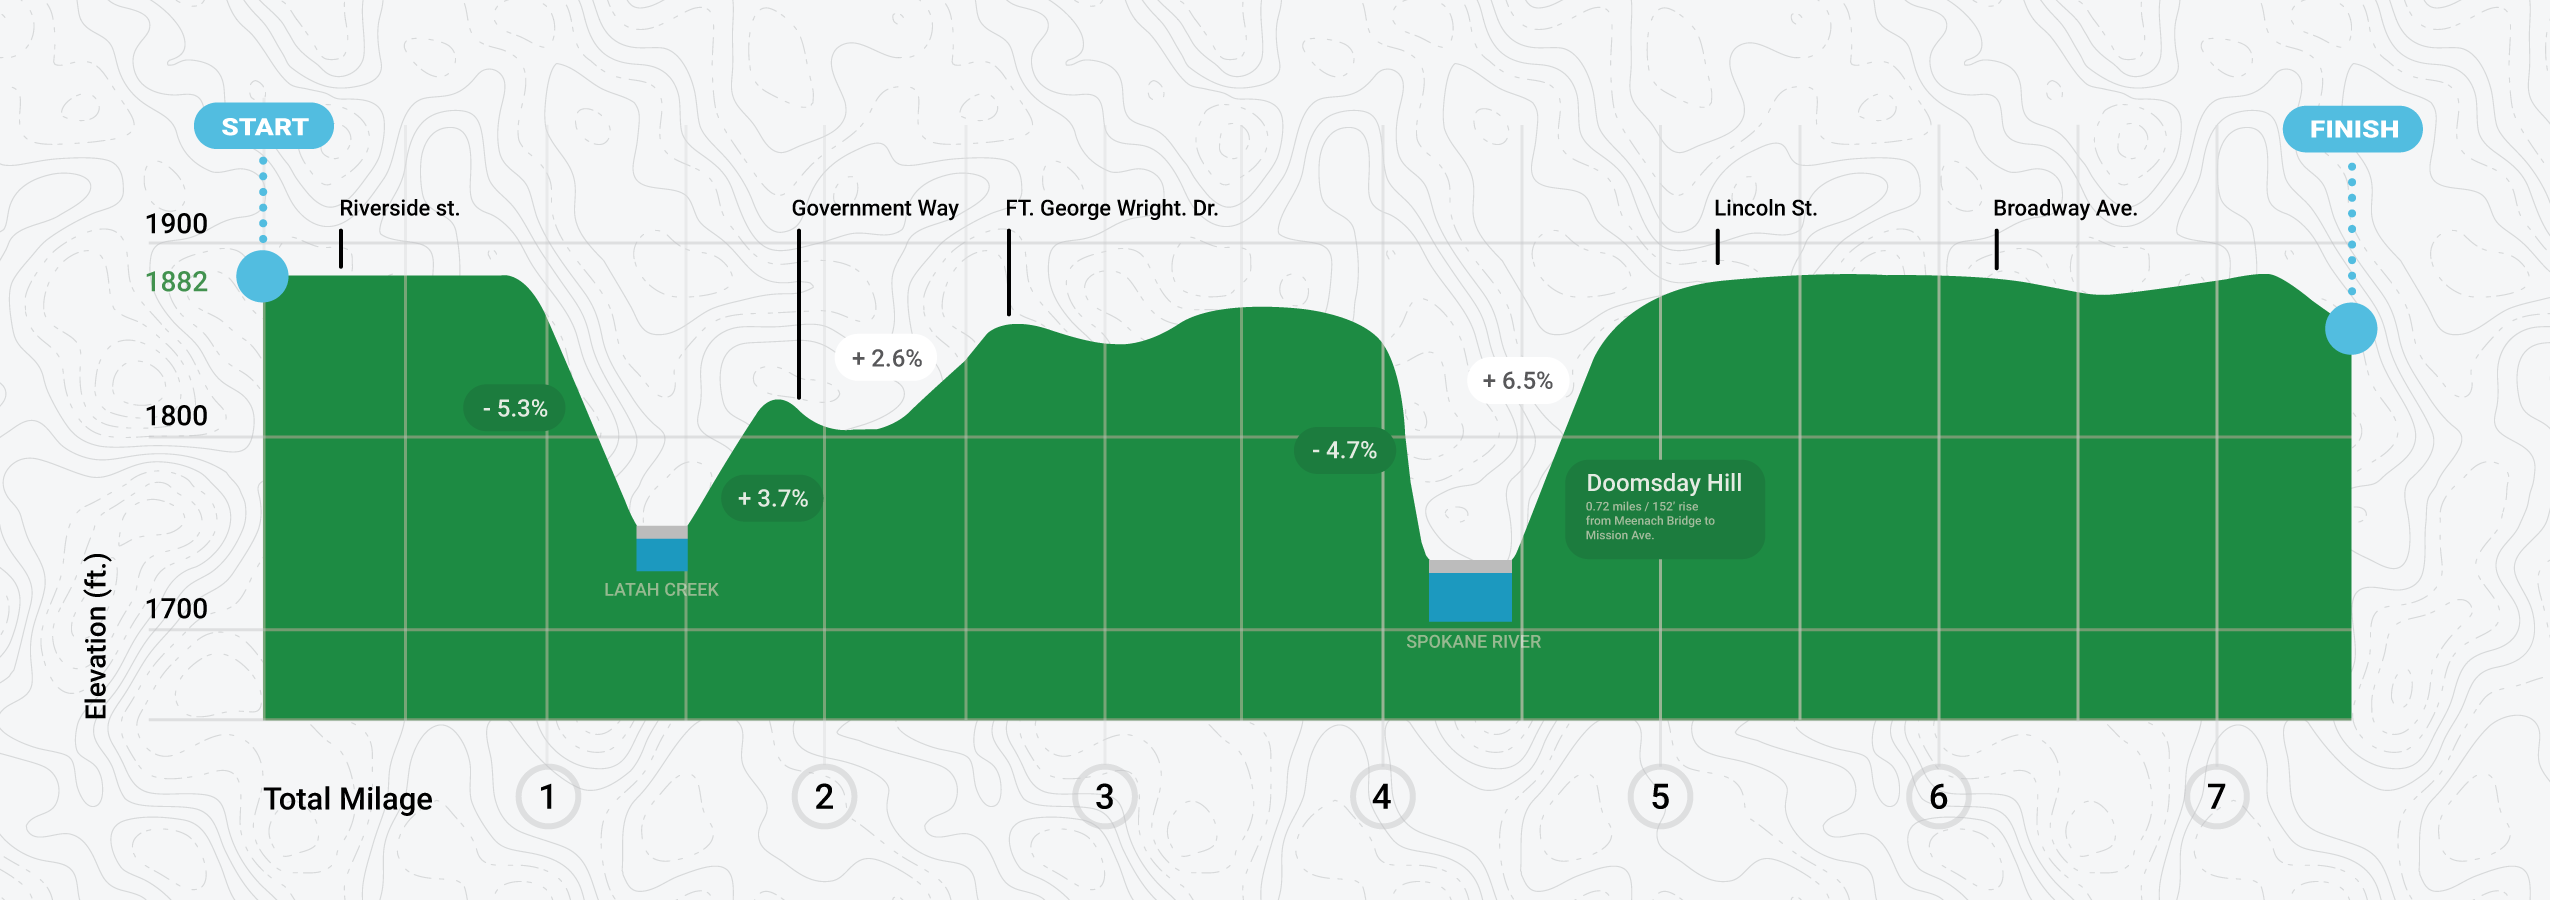 START
FINISH
Riverside st.
Government Way
FT. George Wright. Dr.
Lincoln St.
Broadway Ave.
1900
1882
+ 2.6%
+ 6.5%
- 5.3%
1800
- 4.7%
Doomsday Hill
0.72 miles / 152' rise
from Meenach Bridge to
Mission Ave.
+ 3.7%
LATAH CREEK
1700
SPOKANE RIVER
Elevation (ft.)
Total Milage
1
2
3
4
5
6
7